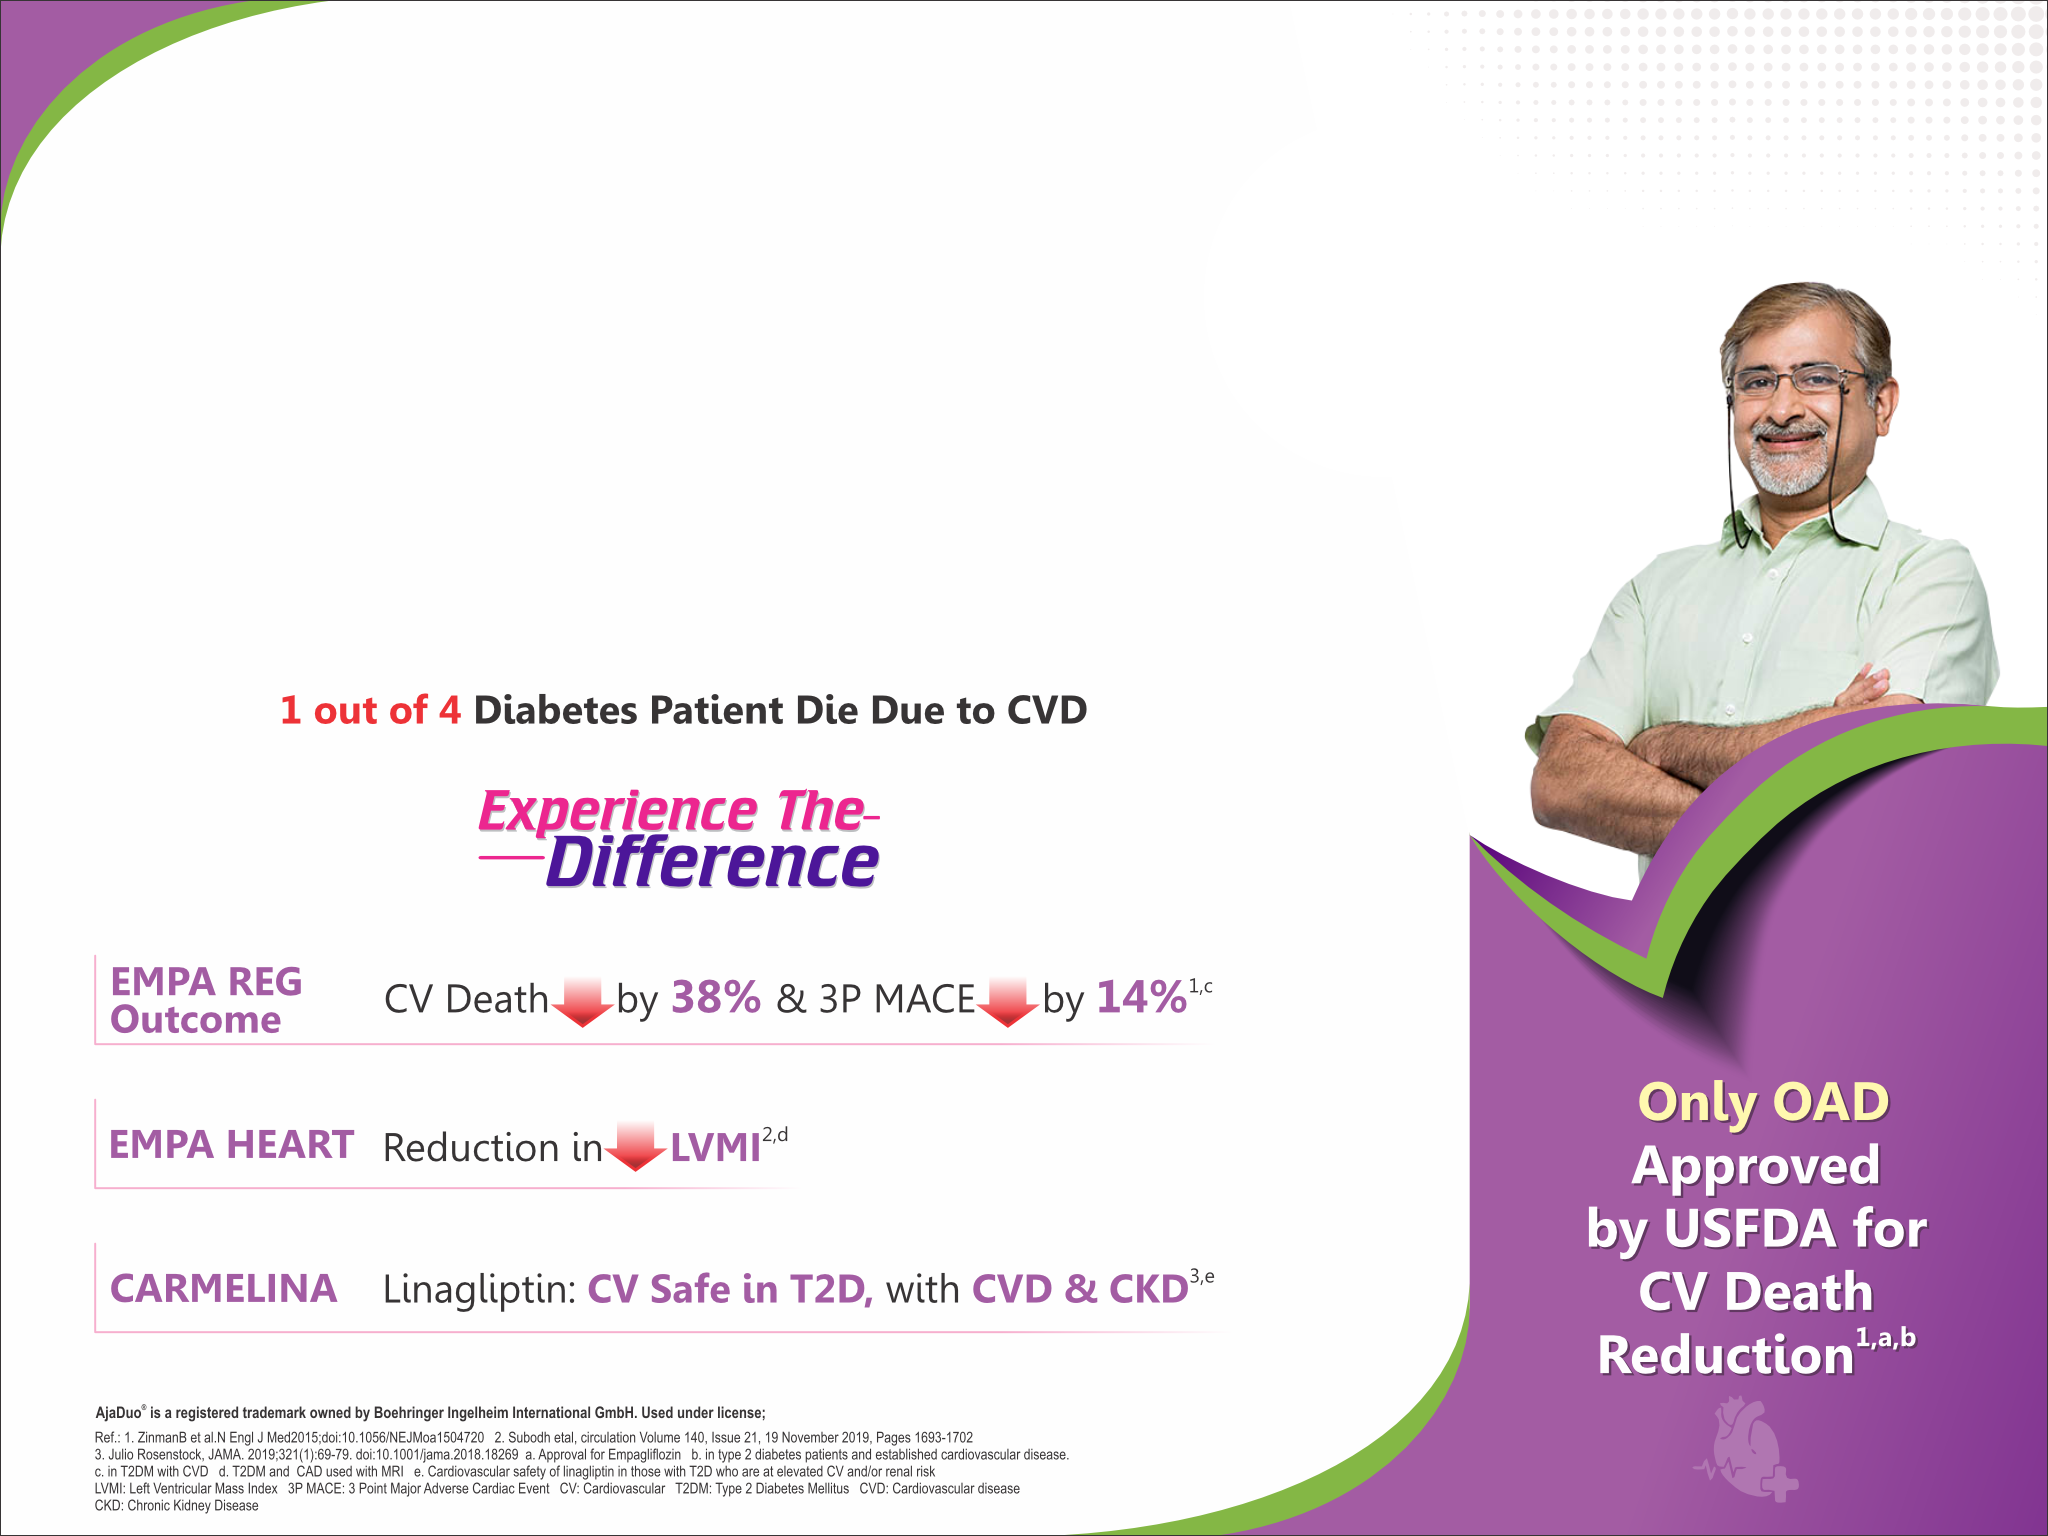 1 out of 4 Diabetes Patient Die Due to CVD
Experience The
Difference
EMPA REG
Outcome
CV Death by 38% & 3P MACE by 14%1,c
EMPA HEART
Reduction in LVMI2,d
CARMELINA
Linagliptin: CV Safe in T2D, with CVD & CKD3,e
Only OAD
Approved
by USFDA for
CV Death
Reduction1,a,b
AjaDuo® is a registered trademark owned by Boehringer Ingelheim International GmbH. Used under license;
Ref.: 1. ZinmanB et al.N Engl J Med2015;doi:10.1056/NEJMoa1504720 2. Subodh etal, circulation Volume 140, Issue 21, 19 November 2019, Pages 1693-1702
3. Julio Rosenstock, JAMA. 2019;321(1):69-79. doi:10.1001/jama.2018.18269 a. Approval for Empagliflozin b. in type 2 diabetes patients and established cardiovascular disease.
c. in T2DM with CVD d. T2DM and CAD used with MRI e. Cardiovascular safety of linagliptin in those with T2D who are at elevated CV and/or renal risk
LVMI: Left Ventricular Mass Index 3P MACE: 3 Point Major Adverse Cardiac Event CV: Cardiovascular T2DM: Type 2 Diabetes Mellitus CVD: Cardiovascular disease
CKD: Chronic Kidney Disease